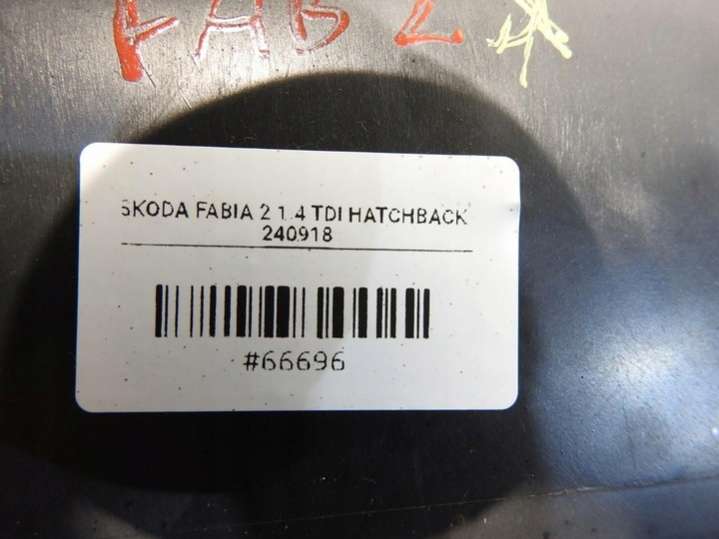 FAB 2
SKODA FABIA 2 1.4 TDI HATCHBACK
240918
#66696